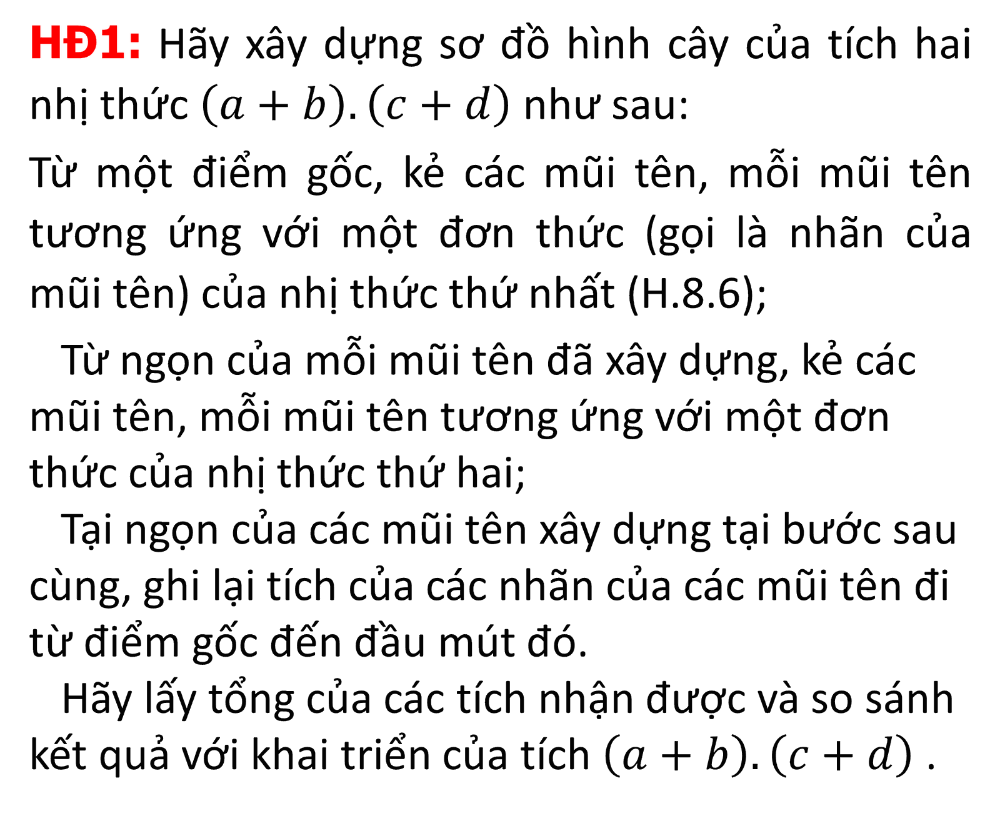 HĐ1: Hãy xây dựng sơ đồ hình cây của tích hai
nhị thức (a + b).(c + d) như sau:
Từ một điểm gốc, kẻ các mũi tên, mỗi mũi tên
tương ứng với một đơn thức (gọi là nhãn của
mũi tên) của nhị thức thứ nhất (H.8.6);
Từ ngọn của mỗi mũi tên đã xây dựng, kẻ các
mũi tên, mỗi mũi tên tương ứng với một đơn
thức của nhị thức thứ hai;
Tại ngọn của các mũi tên xây dựng tại bước sau
cùng, ghi lại tích của các nhãn của các mũi tên đi
từ điểm gốc đến đầu mút đó.
Hãy lấy tổng của các tích nhận được và so sánh
kết quả với khai triển của tích (a + b).(c + d) .